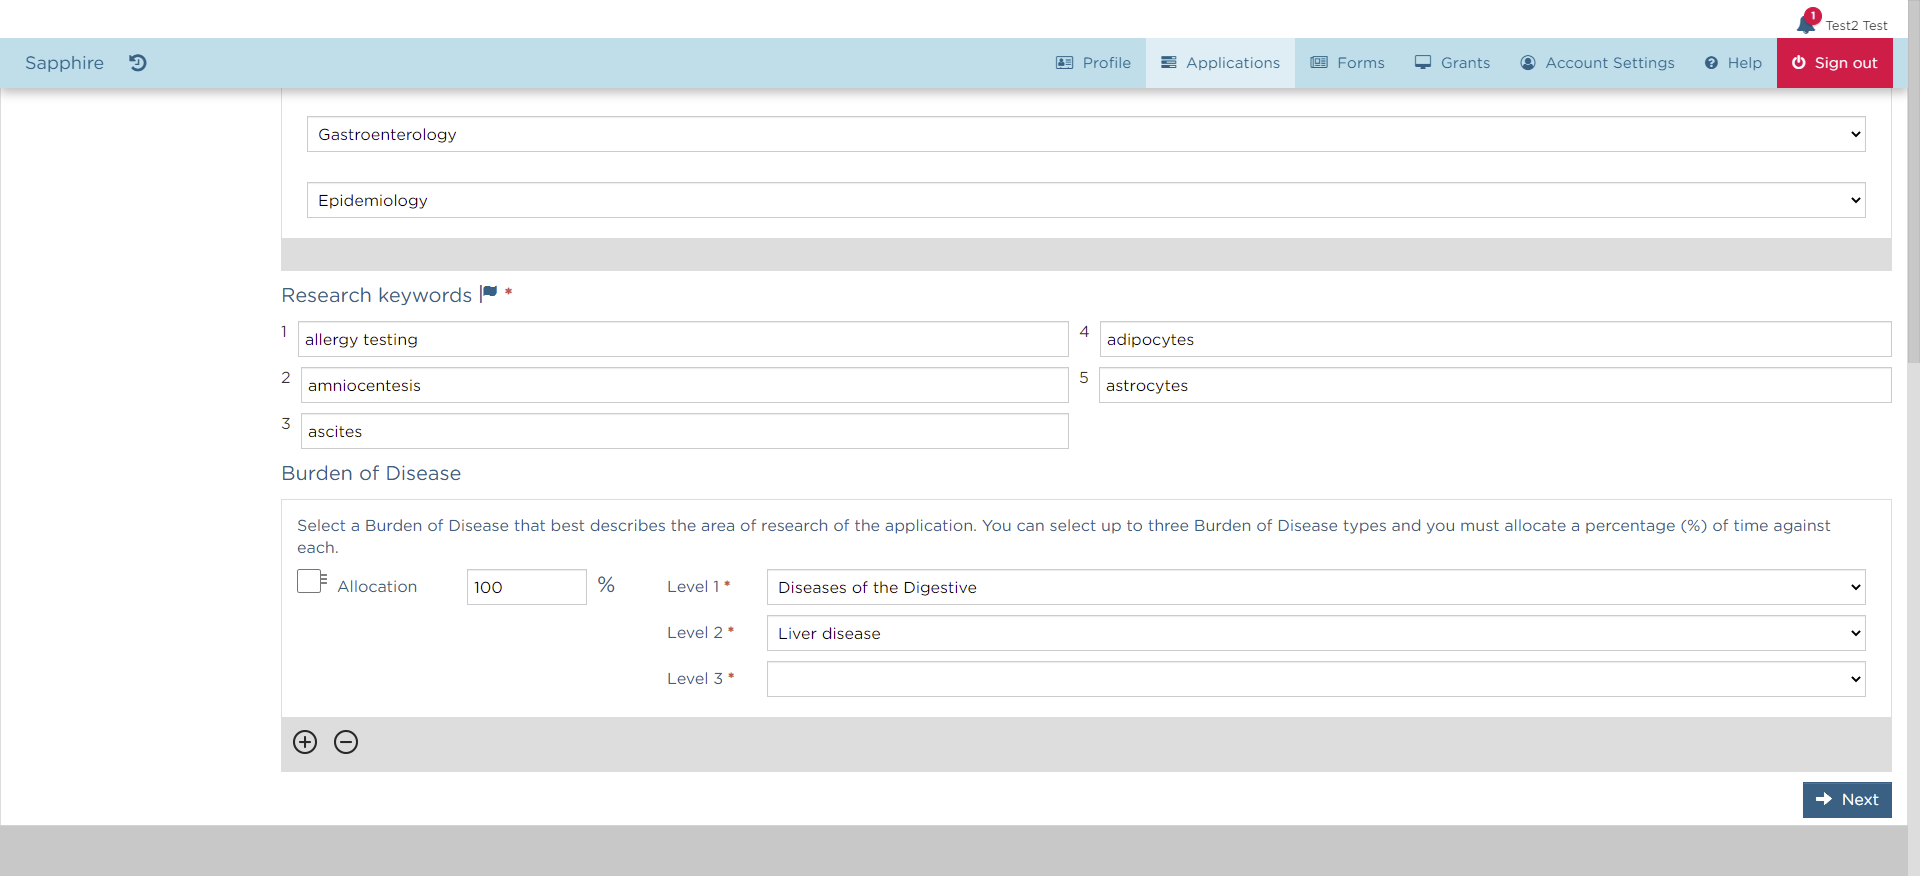 1
Test2 Test
Sapphire Profile Applications Forms Grants Account Settings Help Sign out
Gastroenterology
Epidemiology
Research keywords *
1 allergy testing 4 adipocytes
2 amniocentesis 5 astrocytes
3 ascites
Burden of Disease
Select a Burden of Disease that best describes the area of research of the application. You can select up to three Burden of Disease types and you must allocate a percentage (%) of time against
each.
Allocation 100 % Level 1 * Diseases of the Digestive
Level 2 * Liver disease
Level 3 *
Next